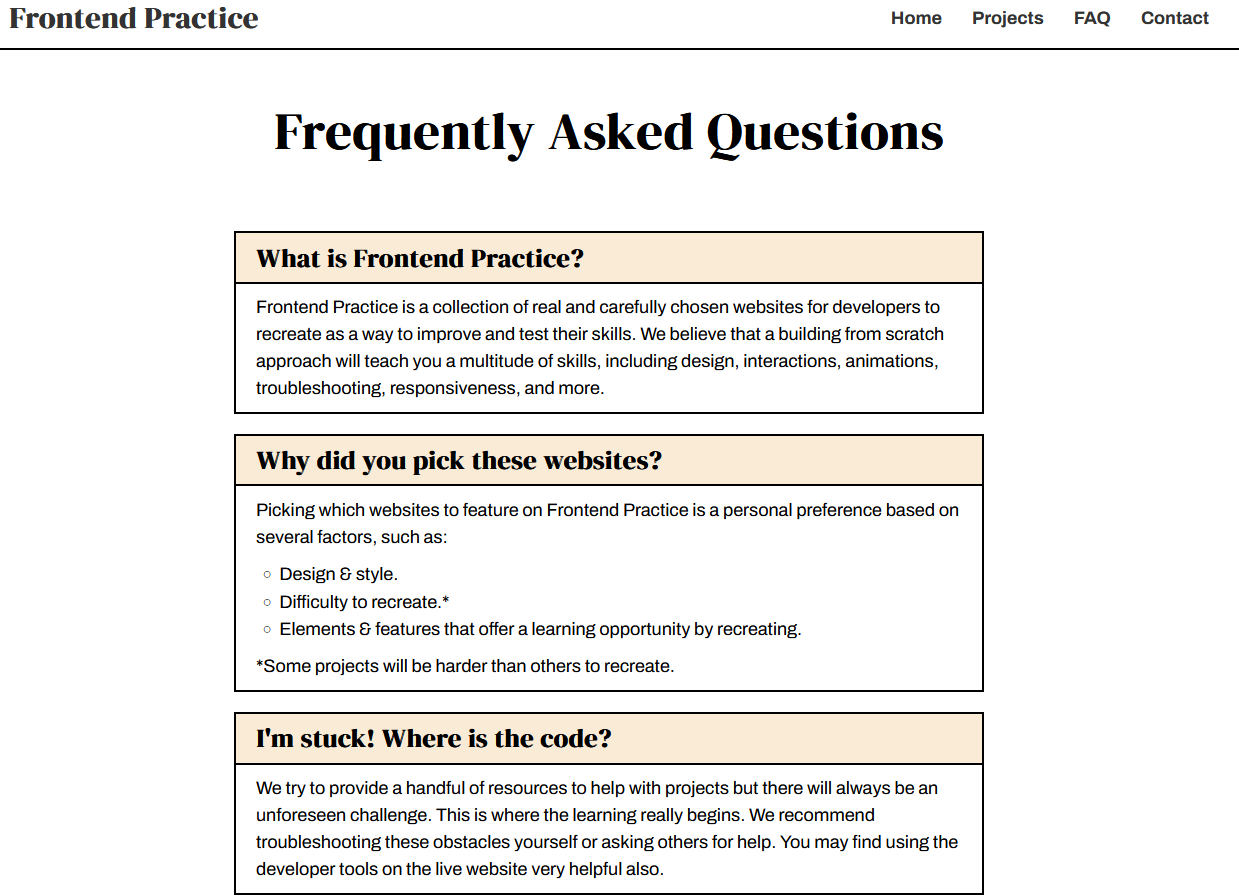 Frontend Practice
Home Projects FAQ Contact
Frequently Asked Questions
What is Frontend Practice?
Frontend Practice is a collection of real and carefully chosen websites for developers to
recreate as a way to improve and test their skills. We believe that a building from scratch
approach will teach you a multitude of skills, including design, interactions, animations,
troubleshooting, responsiveness, and more.
Why did you pick these websites?
Picking which websites to feature on Frontend Practice is a personal preference based on
several factors, such as:
Design & style.
Difficulty to recreate.*
Elements & features that offer a learning opportunity by recreating.
*Some projects will be harder than others to recreate.
I'm stuck! Where is the code?
We try to provide a handful of resources to help with projects but there will always be an
unforeseen challenge. This is where the learning really begins. We recommend
troubleshooting these obstacles yourself or asking others for help. You may find using the
developer tools on the live website very helpful also.